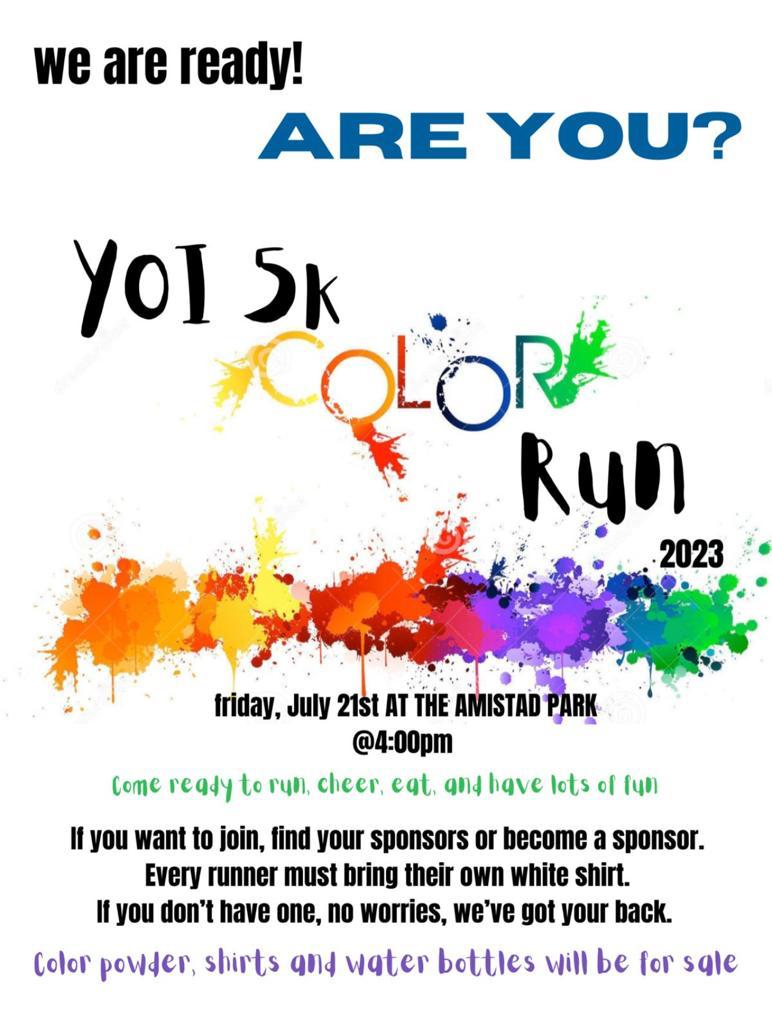 we are ready!
ARE YOU?
YOI 5K
COLOR
Run
2023
friday, July 21st AT THE AMISTAD PARK
@4:00pm
Come ready to run, cheer, eat, and have lots of fun
If you want to join, find your sponsors or become a sponsor.
Every runner must bring their own white shirt.
If you don't have one, no worries, we've got your back.
Color powder, shirts and water bottles will be for sale